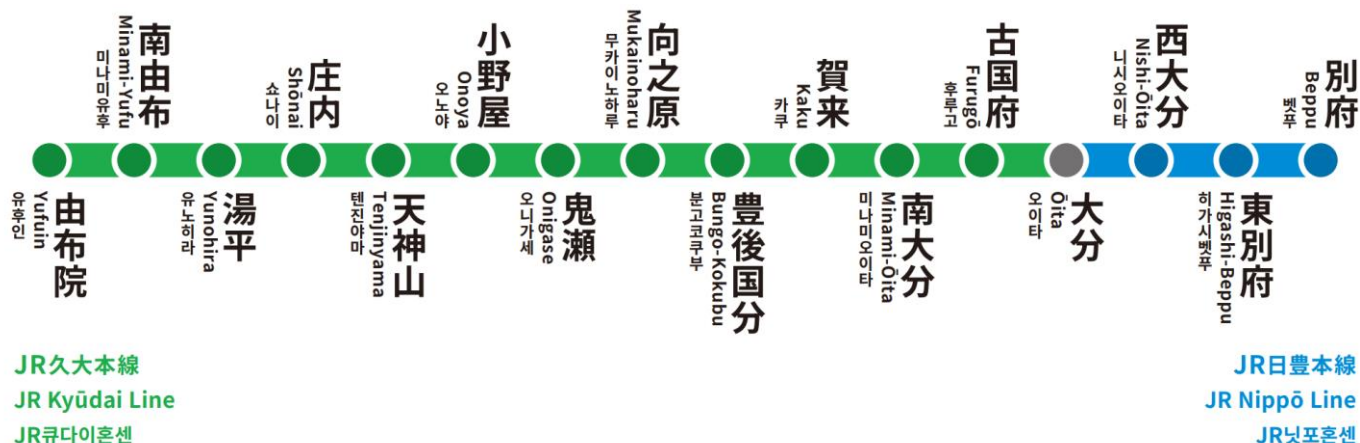 南由布
Minami-Yufu
미나미유후
庄内
Shōnai
쇼나이
小野屋
Onoya
오노야
向之原
Mukainoharu
무카이노하루
賀来
Kaku
카쿠
古国府
Furugō
후루고
西大分
Nishi-Ōita
니시오이타
別府
Beppu
벳푸
由布院
Yufuin
유후인
湯平
Yunohira
유노히라
天神山
Tenjinyama
텐진야마
鬼瀬
Onigase
오니가세
豊後国分
Bungo-Kokubu
분고코쿠부
南大分
Minami-Ōita
미나미오이타
大分
Ōita
오이타
東別府
Higashi-Beppu
히가시벳푸
JR久大本線
JR Kyūdai Line
JR큐다이혼센
JR日豊本線
JR Nippō Line
JR닛포혼센